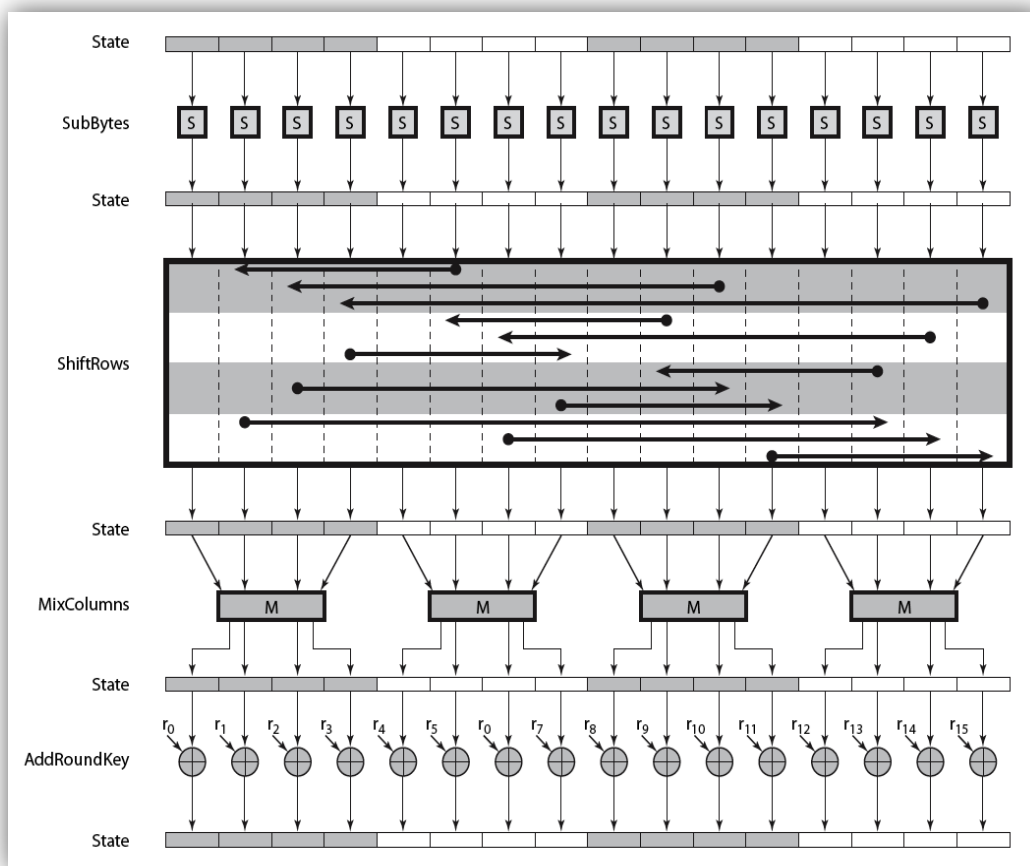 State
SubBytes
S S S S S S S S S S S S S S S S
State
ShiftRows
State
MixColumns
M M M M
State
r0 r1 r2 r3 r4 r5 r0 r7 r8 r9 r10 r11 r12 r13 r14 r15
AddRoundKey
State